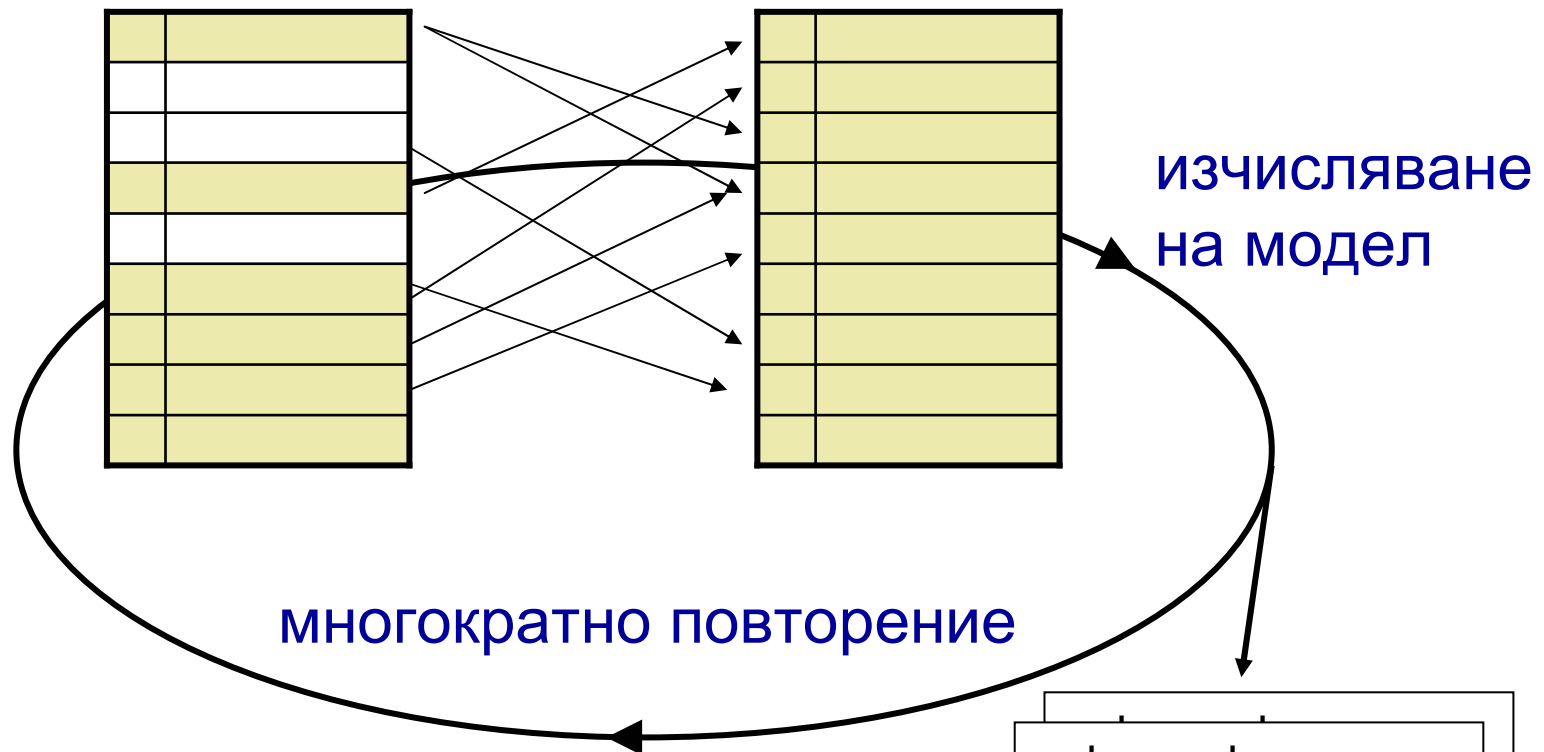 изчисляване
на модел
многократно повторение